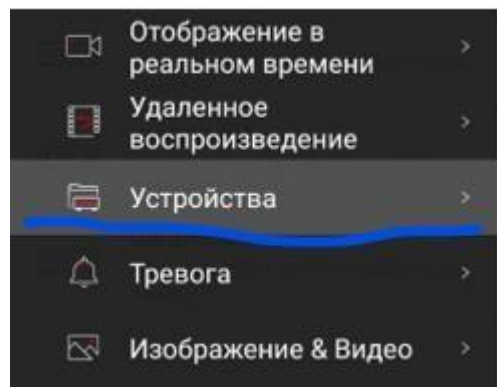 Отображение в
реальном времени
Удаленное
воспроизведение
Устройства
Тревога
Изображение & Видео